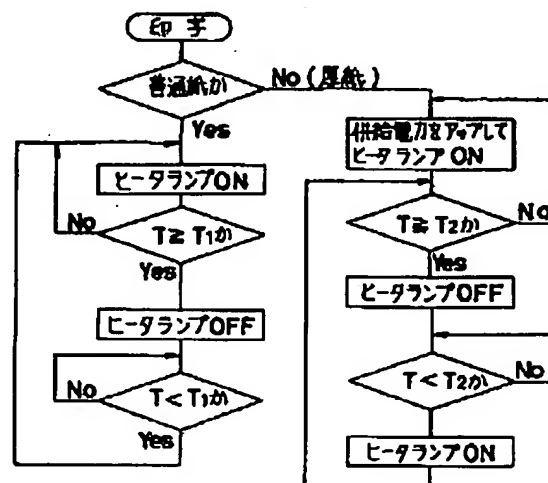 印字
普通紙か
No (厚紙)
Yes
ヒータランプON
No
T≧T1か
Yes
ヒータランプOFF
No
T<T1か
Yes
供給電力をアップして
ヒータランプON
T≧T2か
No
Yes
ヒータランプOFF
T<T2か
No
ヒータランプON